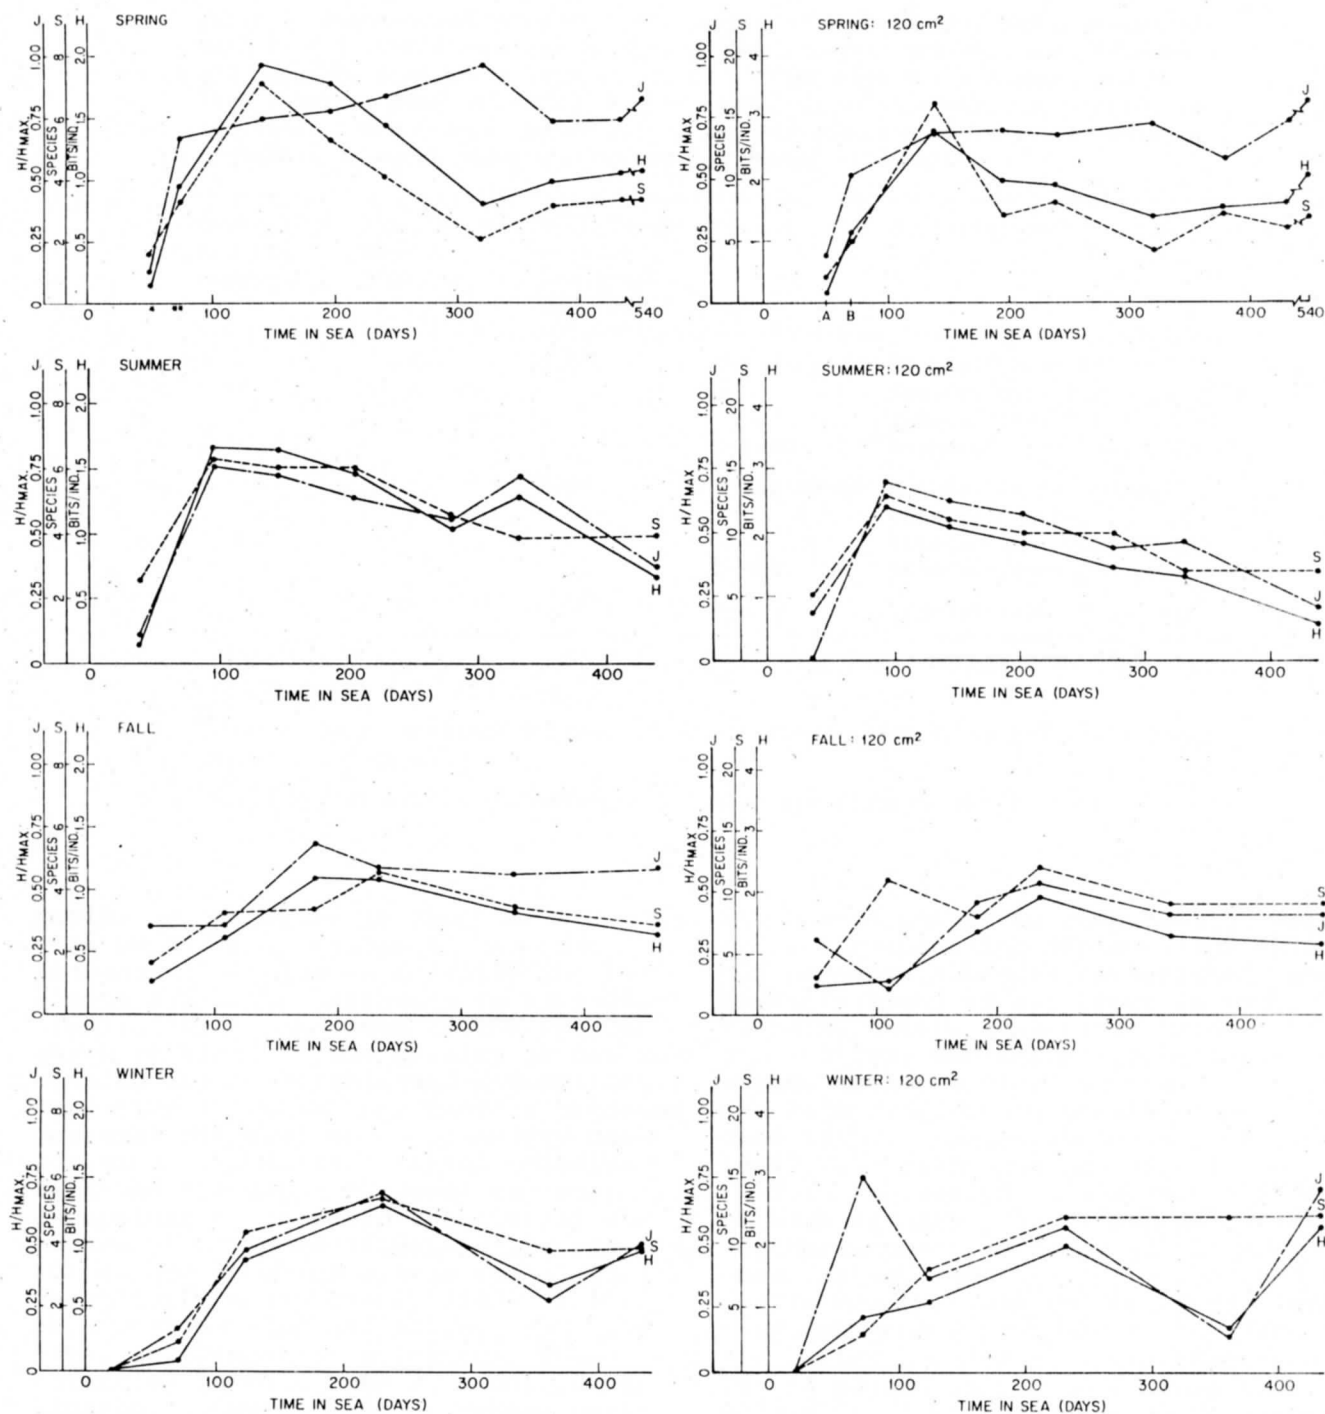 J S H SPRING
H/HMAX 0 0.25 0.50 0.75 1.00
SPECIES 2 4 6 8
BITS/IND. 0.5 1.0 1.5 2.0
J
H
S
0 100 200 300 400 540
TIME IN SEA (DAYS)
J S H SPRING: 120 cm²
H/HMAX 0 0.25 0.50 0.75 1.00
SPECIES 5 10 15 20
BITS/IND. 1 2 3 4
J
H
S
0 A B 100 200 300 400 540
TIME IN SEA (DAYS)
J S H SUMMER
H/HMAX 0 0.25 0.50 0.75 1.00
SPECIES 2 4 6 8
BITS/IND. 0.5 1.0 1.5 2.0
S
J
H
0 100 200 300 400
TIME IN SEA (DAYS)
J S H SUMMER: 120 cm²
H/HMAX 0 0.25 0.50 0.75 1.00
SPECIES 5 10 15 20
BITS/IND. 1 2 3 4
S
J
H
0 100 200 300 400
TIME IN SEA (DAYS)
J S H FALL
H/HMAX 0 0.25 0.50 0.75 1.00
SPECIES 2 4 6 8
BITS/IND. 0.5 1.0 1.5 2.0
J
S
H
0 100 200 300 400
TIME IN SEA (DAYS)
J S H FALL: 120 cm²
H/HMAX 0 0.25 0.50 0.75 1.00
SPECIES 5 10 15 20
BITS/IND. 1 2 3 4
S
J
H
0 100 200 300 400
TIME IN SEA (DAYS)
J S H WINTER
H/HMAX 0 0.25 0.50 0.75 1.00
SPECIES 2 4 6 8
BITS/IND. 0.5 1.0 1.5 2.0
J
S
H
0 100 200 300 400
TIME IN SEA (DAYS)
J S H WINTER: 120 cm²
H/HMAX 0 0.25 0.50 0.75 1.00
SPECIES 5 10 15 20
BITS/IND. 1 2 3 4
J
S
H
0 100 200 300 400
TIME IN SEA (DAYS)